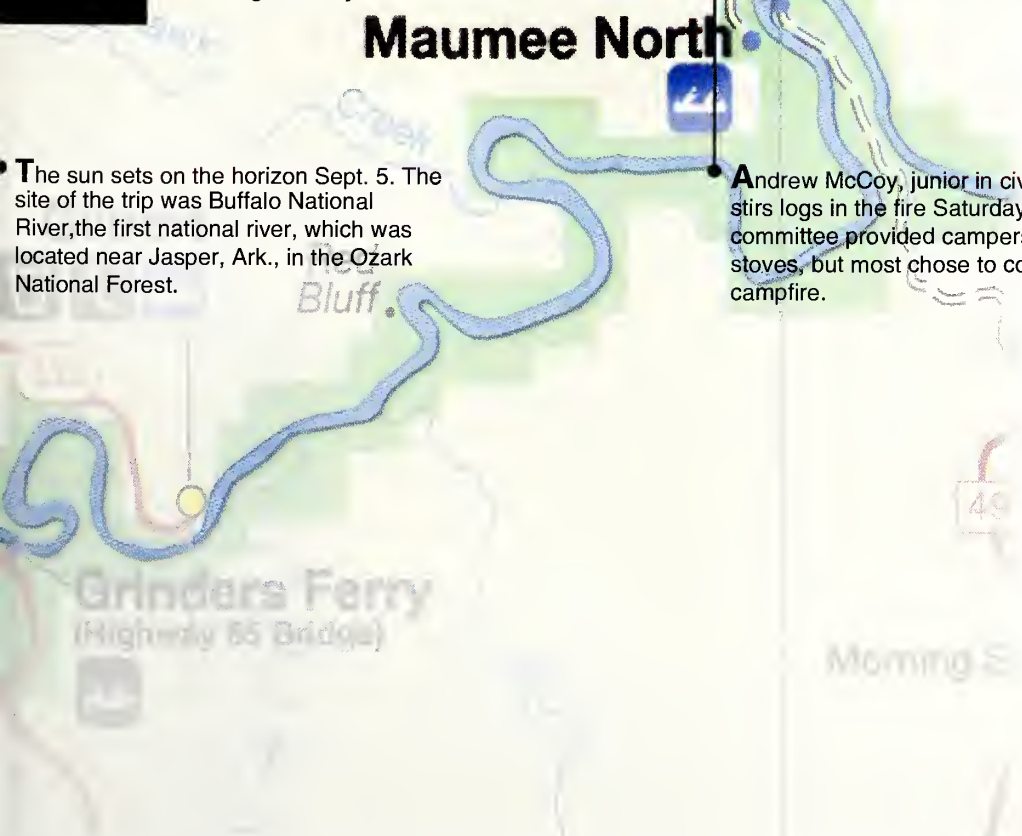 Maumee North
Creek
The sun sets on the horizon Sept. 5. The
site of the trip was Buffalo National
River,the first national river, which was
located near Jasper, Ark., in the Ozark
National Forest.
Andrew McCoy, junior in
stirs logs in the fire Saturday
committee provided
stoves, but most chose to
campfire.
Red
Bluff
49
Grinders Ferry
(Highway 65 Bridge)
Morning